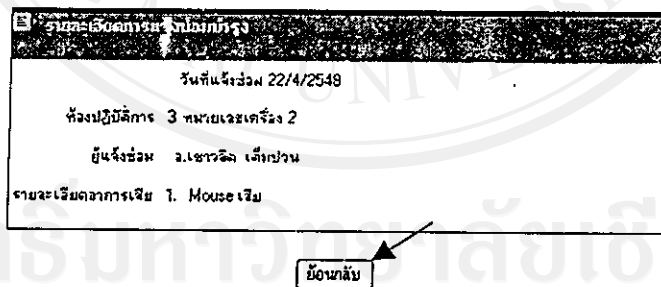 รายละเอียดการแจ้งซ่อมบำรุง
วันที่แจ้งซ่อม 22/4/2549
ห้องปฏิบัติการ 3 หมายเลขเครื่อง 2
ผู้แจ้งซ่อม อ.เชาวลิต เต็มปวน
รายละเอียดอาการเสีย 1. Mouse เสีย
ย้อนกลับ